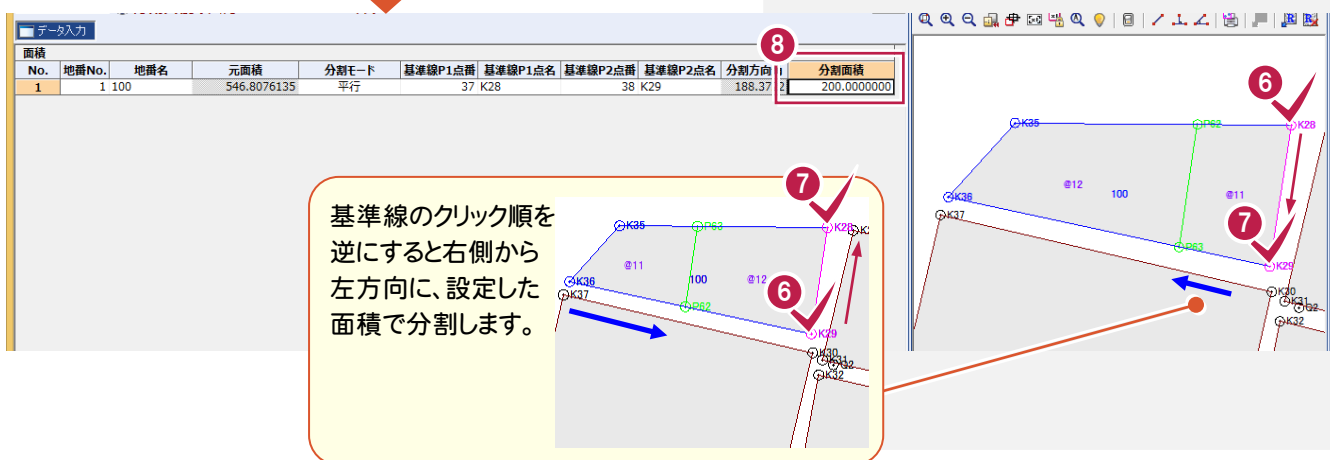 データ入力
面積
No. 地番No. 地番名 元面積 分割モード 基準線P1点番 基準線P1点名 基準線P2点番 基準線P2点名 分割方向 分割面積
1 1 100 546.8076135 平行 37 K28 38 K29 188.37 2 200.0000000
8
6
K35 P62 K28
@12 100 @11
K36
K37
7
P63 K29
K30
K31
Q2
K32
基準線のクリック順を
逆にすると右側から
左方向に、設定した
面積で分割します。
7
K35 P63 K28
@11 100 @12
K36
K37
6
P62
K29
K30
K31
Q2
K32